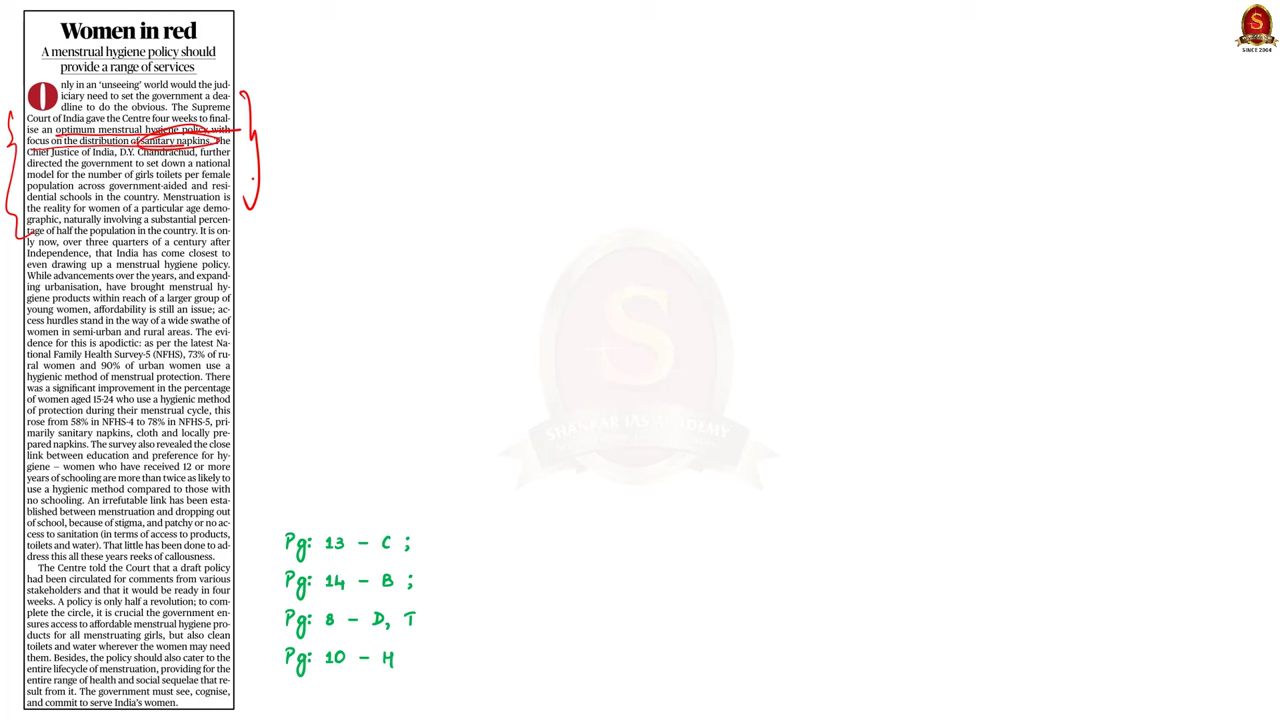 Women in red
A menstrual hygiene policy should
provide a range of services
Only in an ‘unseeing’ world would the jud-
iciary need to set the government a dea-
dline to do the obvious. The Supreme
Court of India gave the Centre four weeks to final-
ise an optimum menstrual hygiene policy with
focus on the distribution of sanitary napkins. The
Chief Justice of India, D.Y. Chandrachud, further
directed the government to set down a national
model for the number of girls toilets per female
population across government-aided and resi-
dential schools in the country. Menstruation is
the reality for women of a particular age demo-
graphic, naturally involving a substantial percen-
tage of half the population in the country. It is on-
ly now, over three quarters of a century after
Independence, that India has come closest to
even drawing up a menstrual hygiene policy.
While advancements over the years, and expand-
ing urbanisation, have brought menstrual hy-
giene products within reach of a larger group of
young women, affordability is still an issue; ac-
cess hurdles stand in the way of a wide swathe of
women in semi-urban and rural areas. The evi-
dence for this is apodictic: as per the latest Na-
tional Family Health Survey-5 (NFHS), 73% of ru-
ral women and 90% of urban women use a
hygienic method of menstrual protection. There
was a significant improvement in the percentage
of women aged 15-24 who use a hygienic method
of protection during their menstrual cycle, this
rose from 58% in NFHS-4 to 78% in NFHS-5, pri-
marily sanitary napkins, cloth and locally pre-
pared napkins. The survey also revealed the close
link between education and preference for hy-
giene — women who have received 12 or more
years of schooling are more than twice as likely to
use a hygienic method compared to those with
no schooling. An irrefutable link has been esta-
blished between menstruation and dropping out
of school, because of stigma, and patchy or no ac-
cess to sanitation (in terms of access to products,
toilets and water). That little has been done to ad-
dress this all these years reeks of callousness.
The Centre told the Court that a draft policy
had been circulated for comments from various
stakeholders and that it would be ready in four
weeks. A policy is only half a revolution; to com-
plete the circle, it is crucial the government en-
sures access to affordable menstrual hygiene pro-
ducts for all menstruating girls, but also clean
toilets and water wherever the women may need
them. Besides, the policy should also cater to the
entire lifecycle of menstruation, providing for the
entire range of health and social sequelae that re-
sult from it. The government must see, cognise,
and commit to serve India’s women.
Pg: 13 - C ;
Pg: 14 - B ;
Pg: 8 - D, T
Pg: 10 - H
S
SHANKAR IAS ACADEMY
S
SINCE 2004